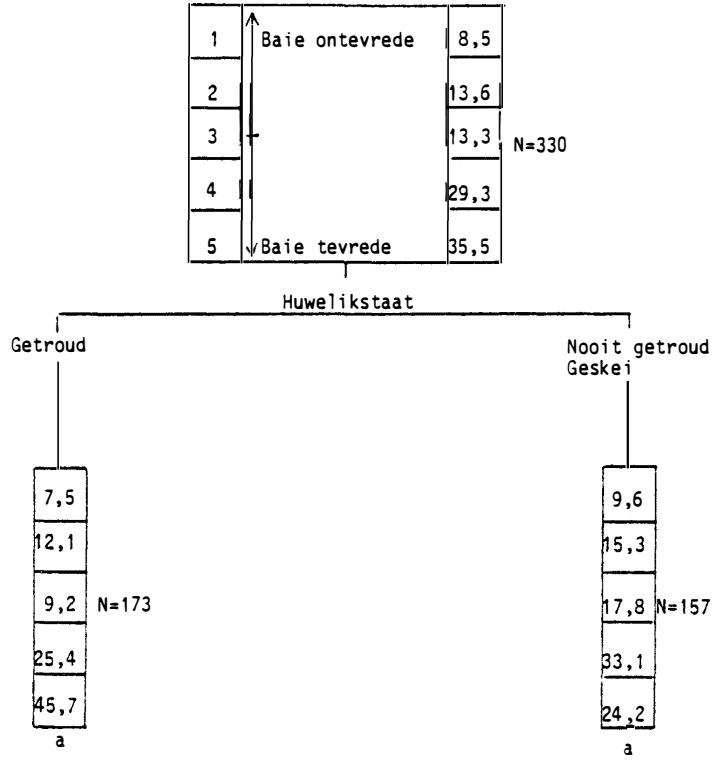 1 Baie ontevrede 8,5
2 13,6
3 13,3 N=330
4 29,3
5 Baie tevrede 35,5
Huwelikstaat
Getroud
Nooit getroud
Geskei
7,5
12,1
9,2 N=173
25,4
45,7
a
9,6
15,3
17,8 N=157
33,1
24,2
a